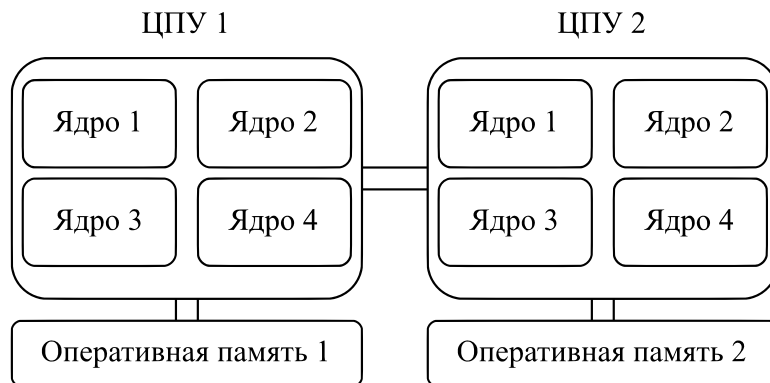 ЦПУ 1
ЦПУ 2
Ядро 1
Ядро 2
Ядро 1
Ядро 2
Ядро 3
Ядро 4
Ядро 3
Ядро 4
Оперативная память 1
Оперативная память 2